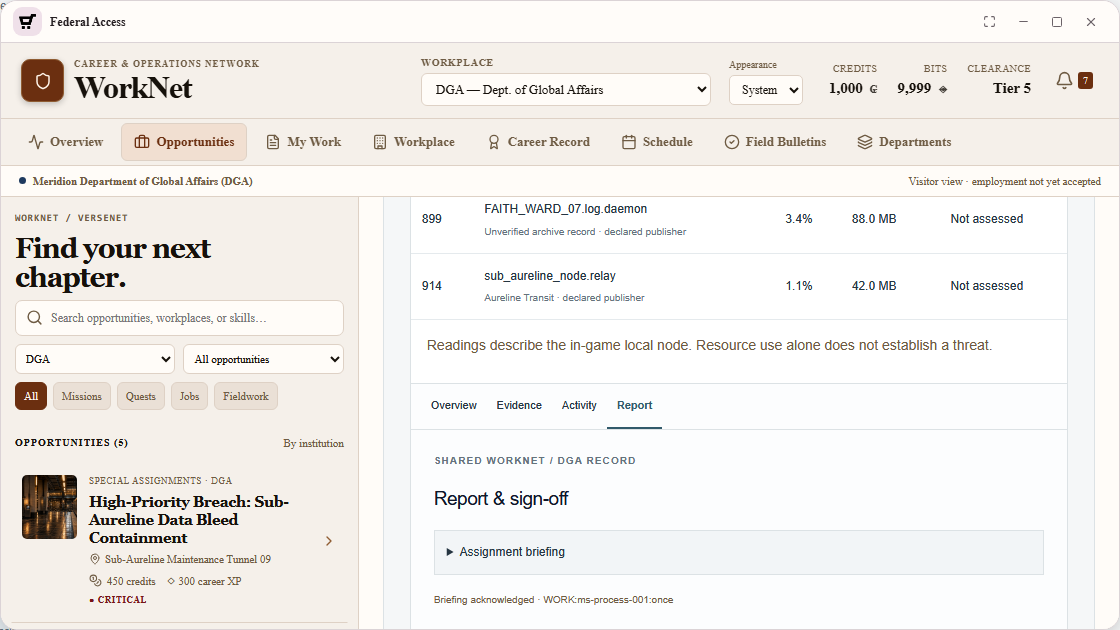 Federal Access
CAREER & OPERATIONS NETWORK
WorkNet
WORKPLACE
DGA — Dept. of Global Affairs
Appearance
System
CREDITS
1,000
BITS
9,999
CLEARANCE
Tier 5
7
Overview
Opportunities
My Work
Workplace
Career Record
Schedule
Field Bulletins
Departments
Meridian Department of Global Affairs (DGA)
Visitor view · employment not yet accepted
WORKNET / VERSENET
Find your next
chapter.
Search opportunities, workplaces, or skills…
DGA
All opportunities
All
Missions
Quests
Jobs
Fieldwork
OPPORTUNITIES (5)
By institution
SPECIAL ASSIGNMENTS · DGA
High-Priority Breach: Sub-
Aureline Data Bleed
Containment
Sub-Aureline Maintenance Tunnel 09
450 credits
300 career XP
CRITICAL
899
FAITH_WARD_07.log.daemon
Unverified archive record · declared publisher
3.4%
88.0 MB
Not assessed
914
sub_aureline_node.relay
Aureline Transit · declared publisher
1.1%
42.0 MB
Not assessed
Readings describe the in-game local node. Resource use alone does not establish a threat.
Overview
Evidence
Activity
Report
SHARED WORKNET / DGA RECORD
Report & sign-off
Assignment briefing
Briefing acknowledged · WORK:ms-process-001:once